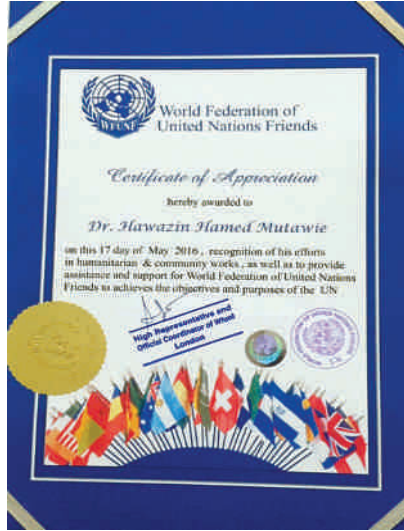 WFUNF
World Federation of
United Nations Friends
Certificate of Appreciation
hereby awarded to
Dr. Hawazin Hamed Mutawie
on this 17 day of May 2016 , recognition of his efforts
in humanitarian & community works , as well as to provide
assistance and support for World Federation of United Nations
Friends to achieves the objectives and purposes of the UN
High Representative and
Official Coordinator of Wfunf
London